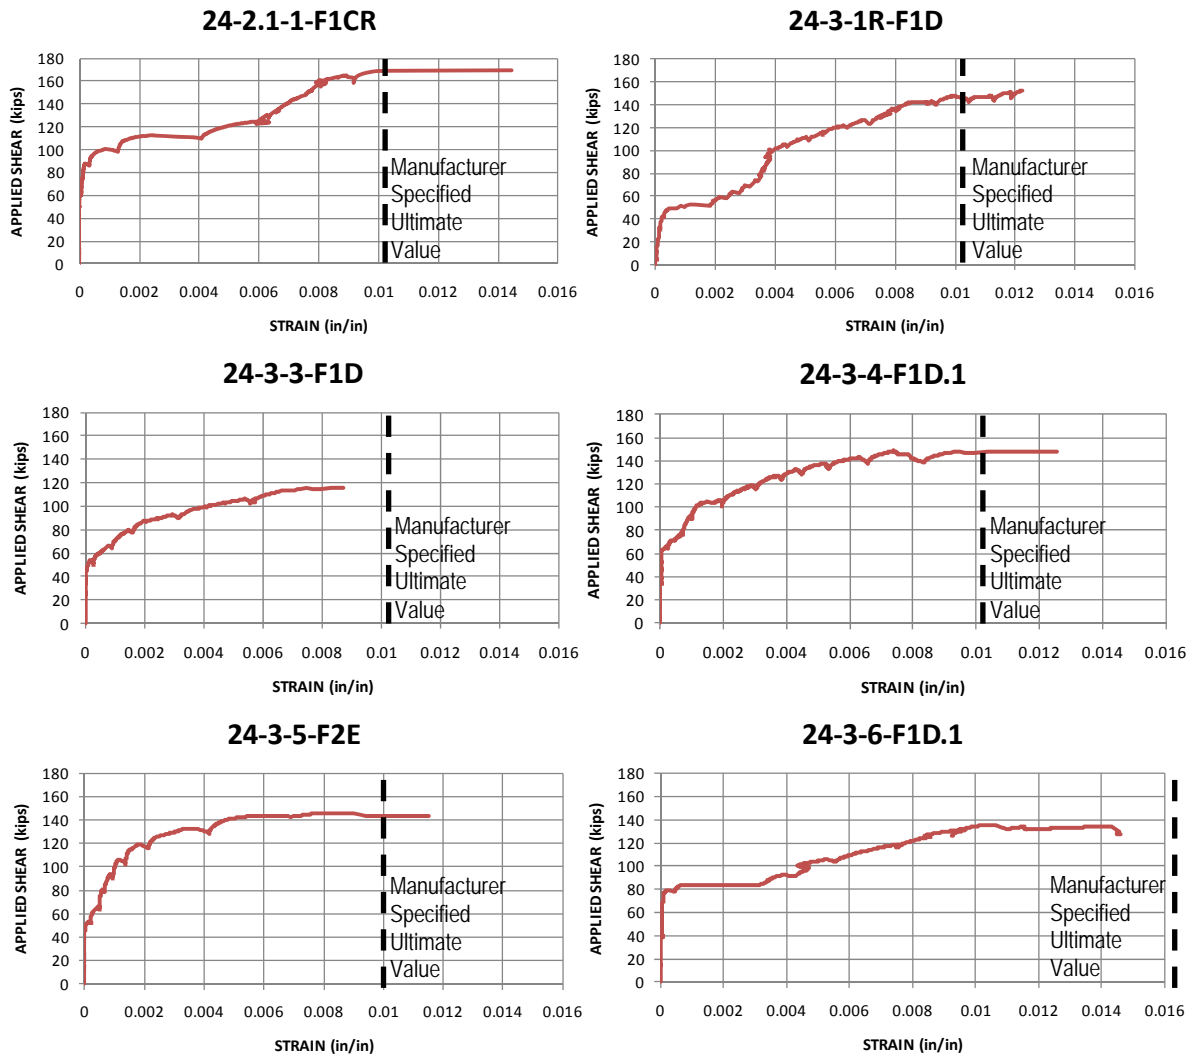 24-2.1-1-F1CR
APPLIED SHEAR (kips)
180
160
140
120
100
80
60
40
20
0
Manufacturer
Specified
Ultimate
Value
0 0.002 0.004 0.006 0.008 0.01 0.012 0.014 0.016
STRAIN (in/in)
24-3-1R-F1D
APPLIED SHEAR (kips)
180
160
140
120
100
80
60
40
20
0
Manufacturer
Specified
Ultimate
Value
0 0.002 0.004 0.006 0.008 0.01 0.012 0.014 0.016
STRAIN (in/in)
24-3-3-F1D
APPLIED SHEAR (kips)
180
160
140
120
100
80
60
40
20
0
Manufacturer
Specified
Ultimate
Value
0 0.002 0.004 0.006 0.008 0.01 0.012 0.014 0.016
STRAIN (in/in)
24-3-4-F1D.1
APPLIED SHEAR (kips)
180
160
140
120
100
80
60
40
20
0
Manufacturer
Specified
Ultimate
Value
0 0.002 0.004 0.006 0.008 0.01 0.012 0.014 0.016
STRAIN (in/in)
24-3-5-F2E
APPLIED SHEAR (kips)
180
160
140
120
100
80
60
40
20
0
Manufacturer
Specified
Ultimate
Value
0 0.002 0.004 0.006 0.008 0.01 0.012 0.014 0.016
STRAIN (in/in)
24-3-6-F1D.1
APPLIED SHEAR (kips)
180
160
140
120
100
80
60
40
20
0
Manufacturer
Specified
Ultimate
Value
0 0.002 0.004 0.006 0.008 0.01 0.012 0.014 0.016
STRAIN (in/in)